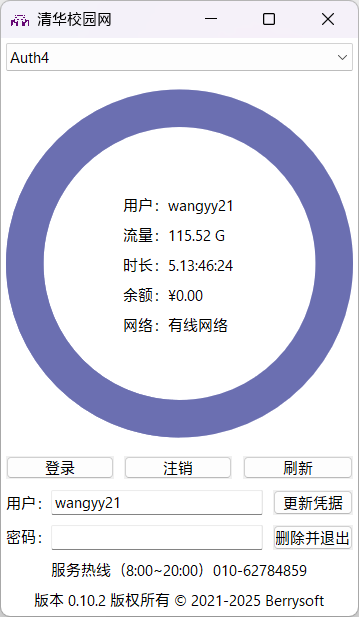 清华校园网
Auth4
用户：wangyy21
流量：115.52 G
时长：5.13:46:24
余额：¥0.00
网络：有线网络
登录 注销 刷新
用户： wangyy21 更新凭据
密码： 删除并退出
服务热线（8:00~20:00）010-62784859
版本 0.10.2 版权所有 © 2021-2025 Berrysoft